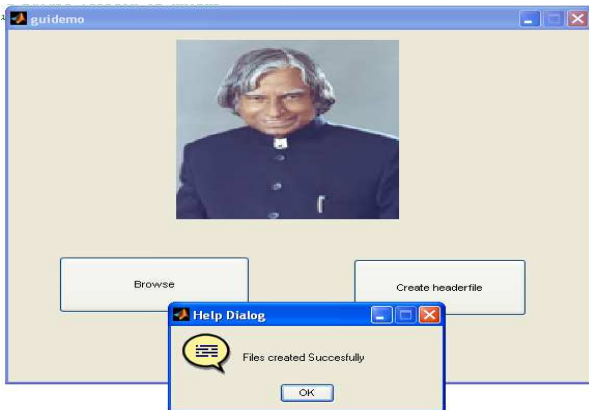 guidemo
Browse
Create headerfile
Help Dialog
Files created Succesfully
OK